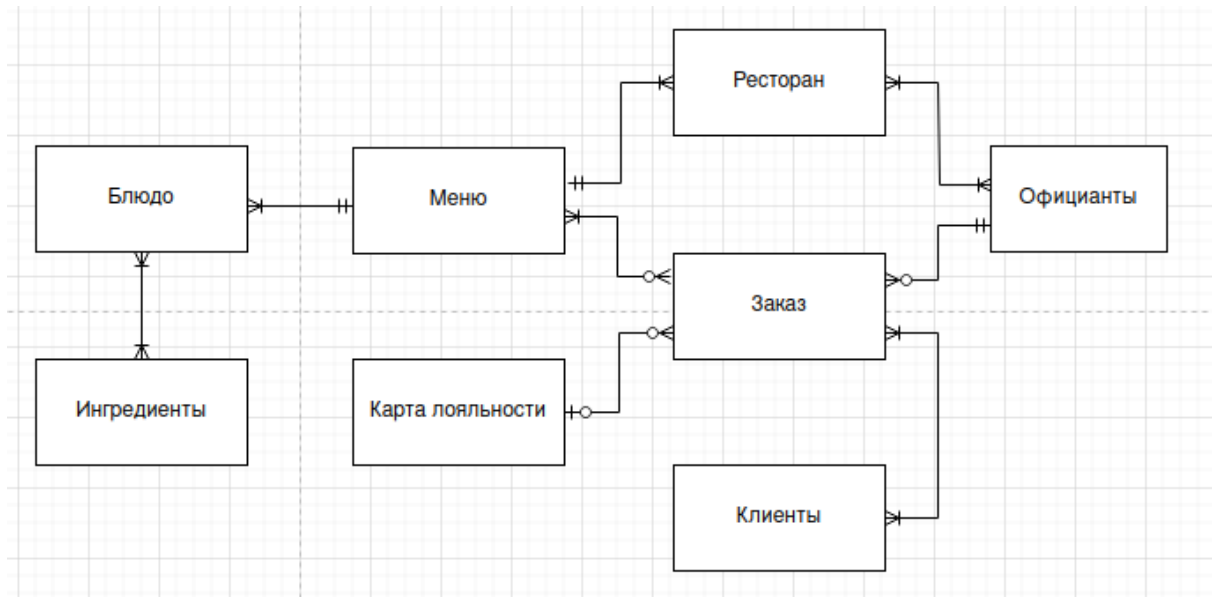 Ресторан
Блюдо
Меню
Официанты
Заказ
Ингредиенты
Карта лояльности
Клиенты